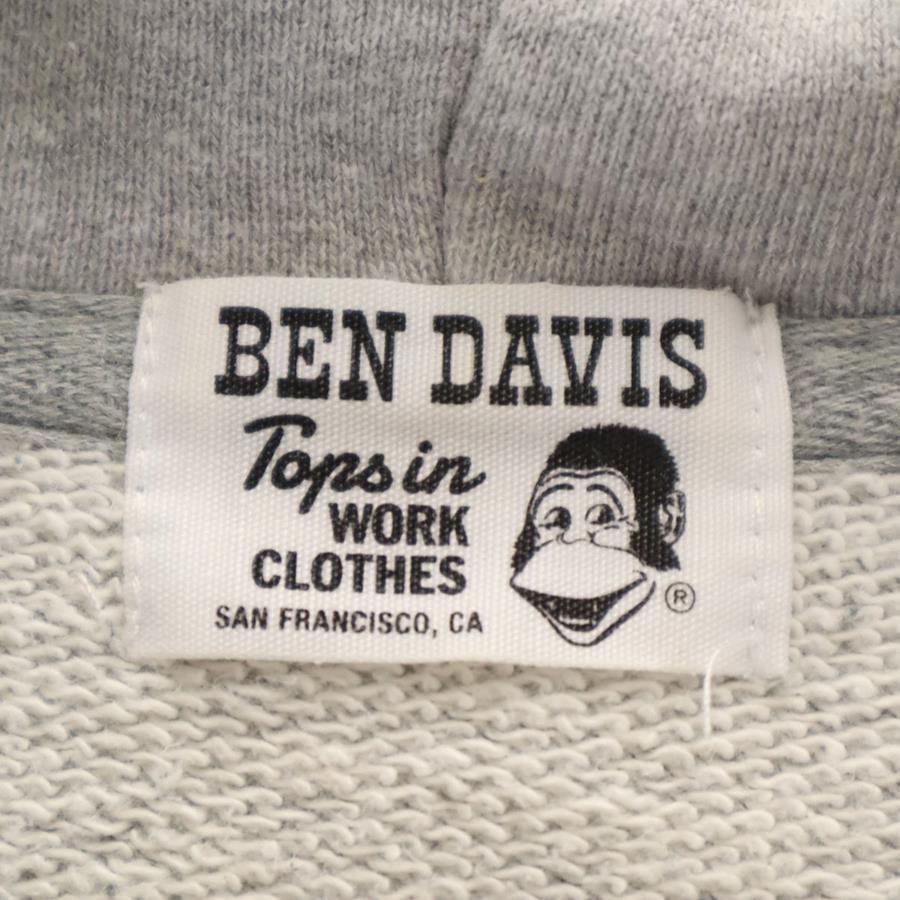 BEN DAVIS
Tops in
WORK
CLOTHES
SAN FRANCISCO, CA
®